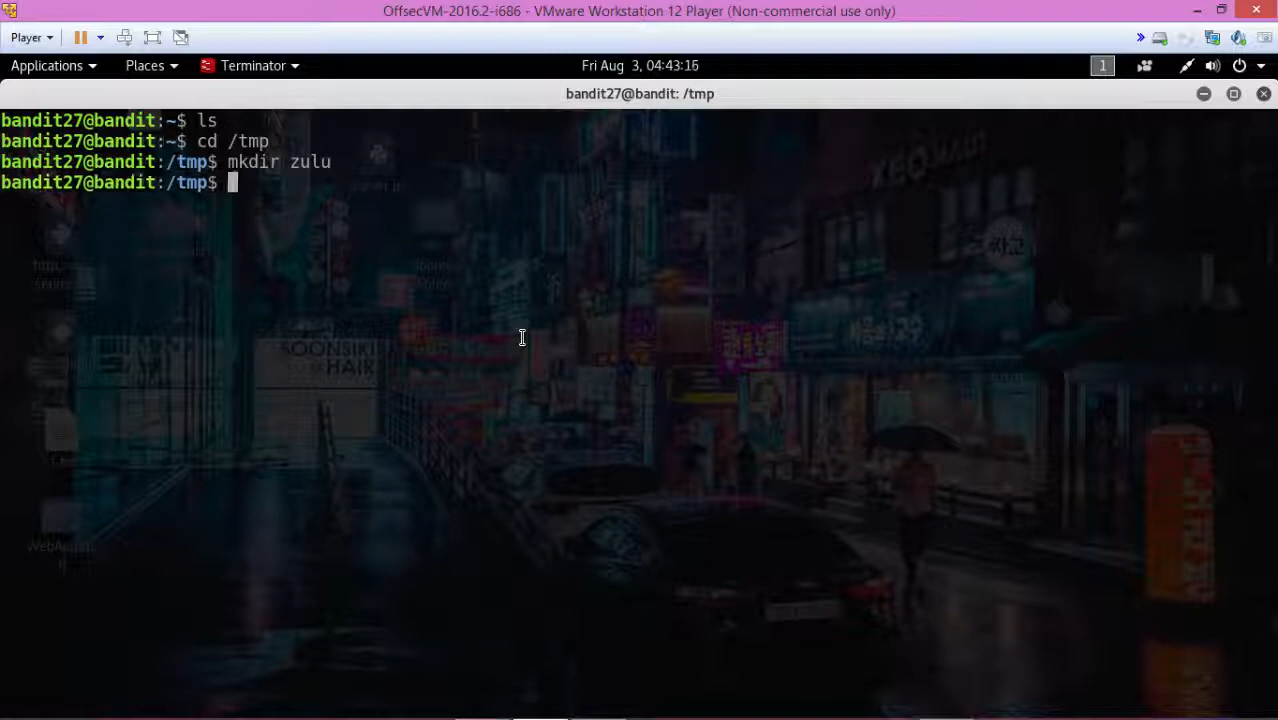 OffsecVM-2016.2-i686 - VMware Workstation 12 Player (Non-commercial use only)
Player
Applications Places Terminator Fri Aug 3, 04:43:16 1
bandit27@bandit: /tmp
bandit27@bandit:~$ ls
bandit27@bandit:~$ cd /tmp
bandit27@bandit:/tmp$ mkdir zulu
bandit27@bandit:/tmp$
SOONSIKI
HAIR